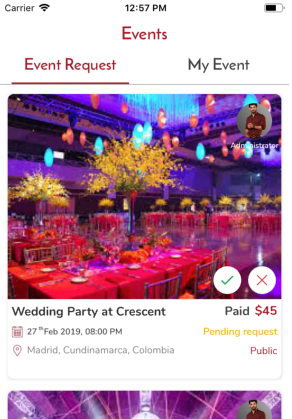 Carrier 12:57 PM
Events
Event Request My Event
Administrator
Wedding Party at Crescent Paid $45
27 th Feb 2019, 08:00 PM Pending request
Madrid, Cundinamarca, Colombia Public